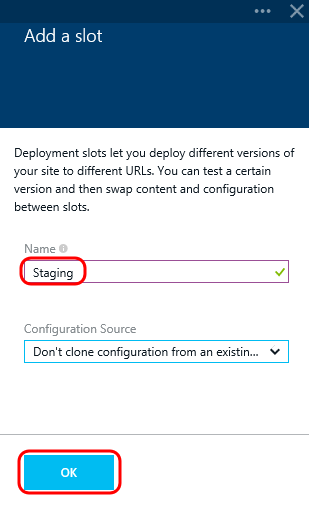 Add a slot
Deployment slots let you deploy different versions of
your site to different URLs. You can test a certain
version and then swap content and configuration
between slots.
Name
Staging
Configuration Source
Don't clone configuration from an existin...
OK